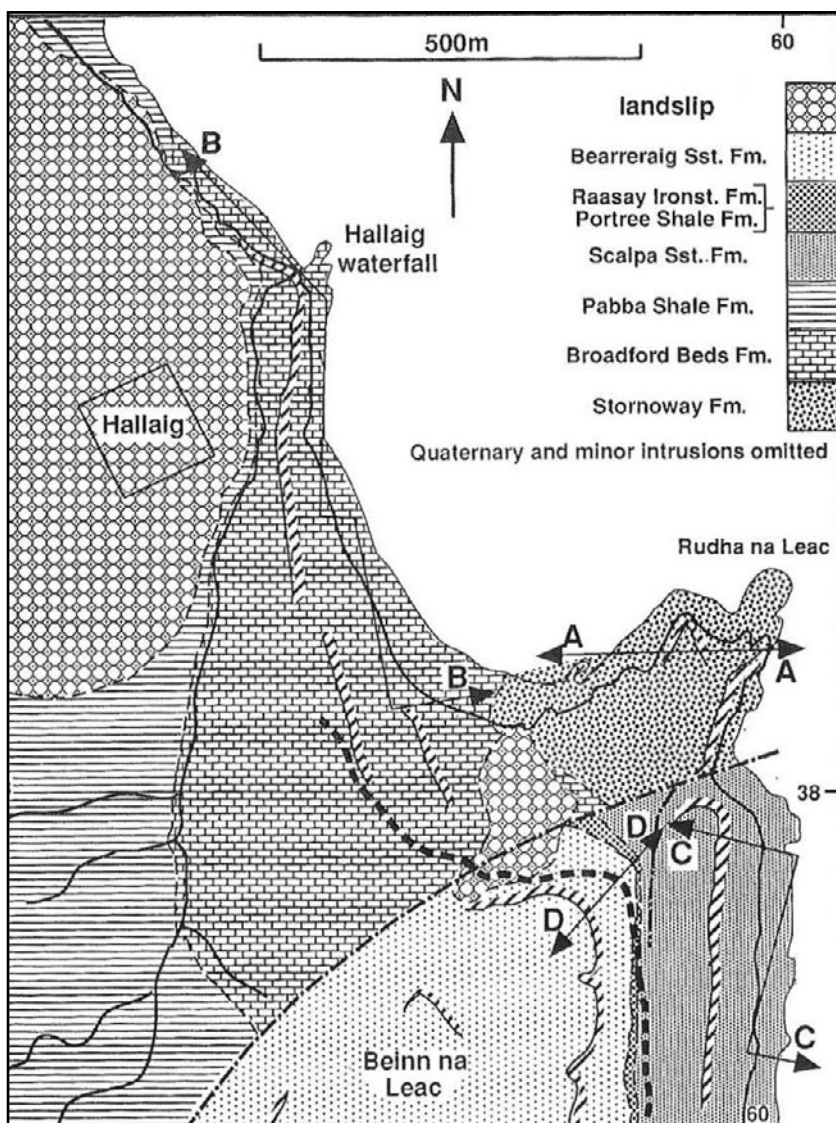 500m
60
N
landslip
Bearreraig Sst. Fm.
Raasay Ironst. Fm.
Portree Shale Fm.
Scalpa Sst. Fm.
Pabba Shale Fm.
Broadford Beds Fm.
Stornoway Fm.
Quaternary and minor intrusions omitted
B
Hallaig
waterfall
Hallaig
Rudha na Leac
A
A
B
38
D
C
D
Beinn na
Leac
C
60